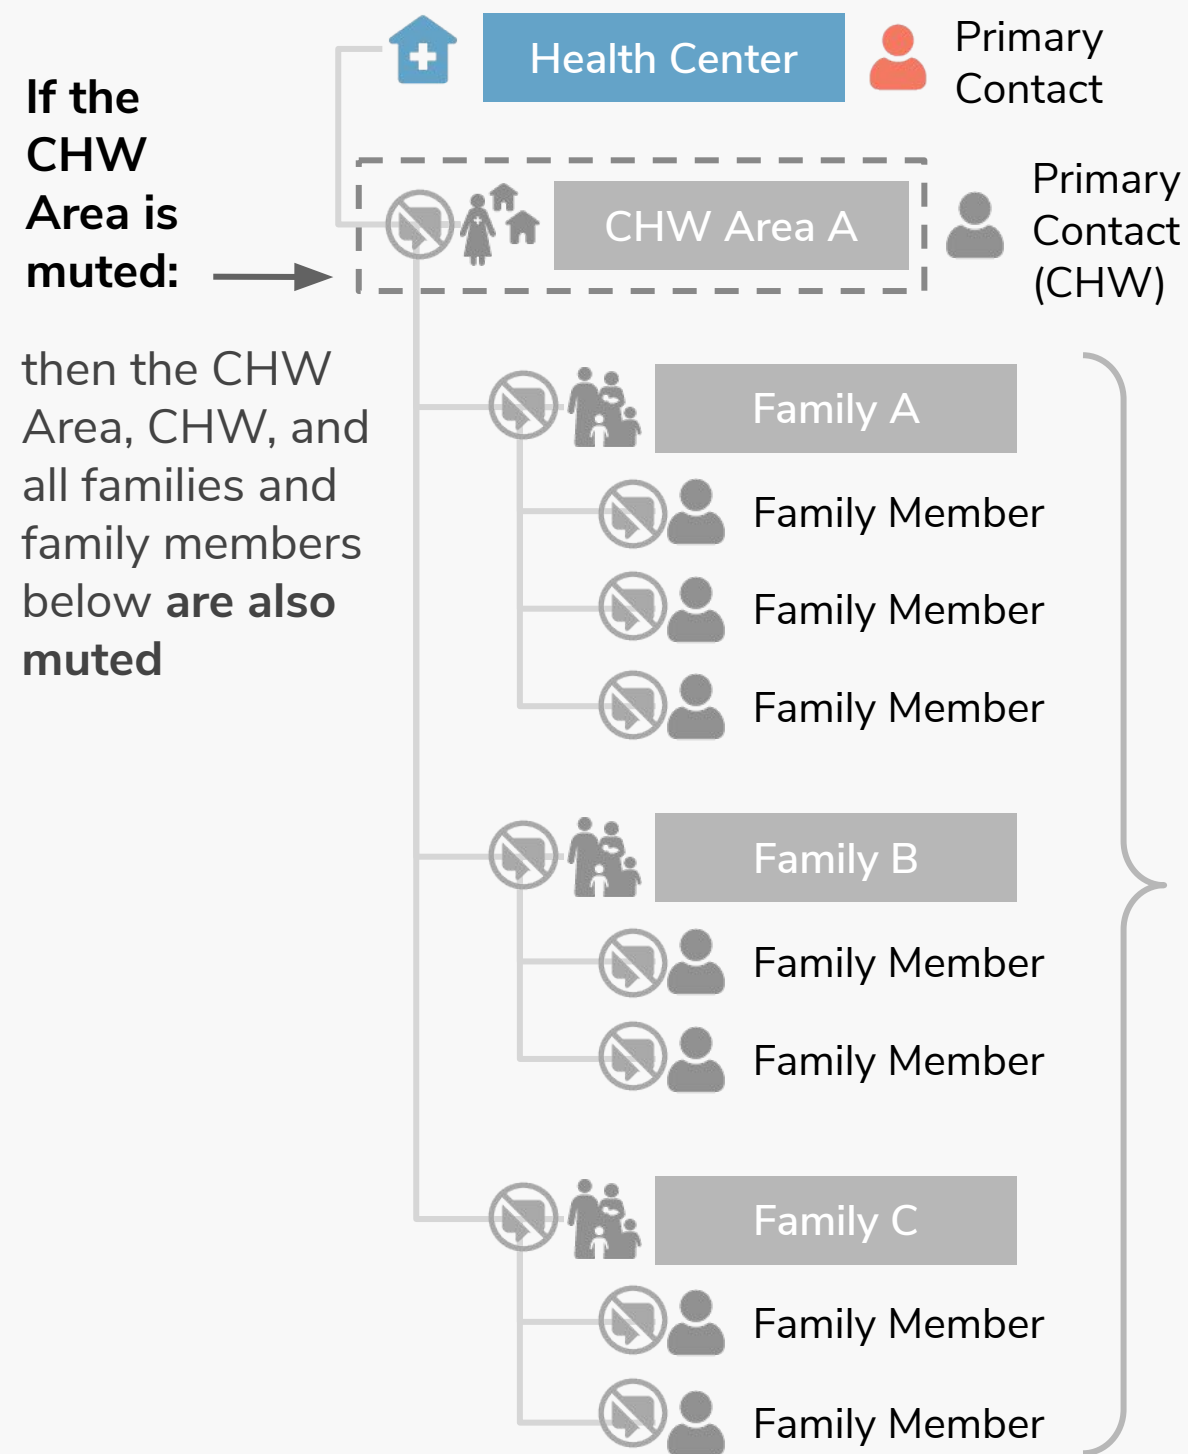 Health Center
Primary
Contact
If the
CHW
Area is
muted:
CHW Area A
Primary
Contact
(CHW)
then the CHW
Area, CHW, and
all families and
family members
below are also
muted
Family A
Family Member
Family Member
Family Member
Family B
Family Member
Family Member
Family C
Family Member
Family Member